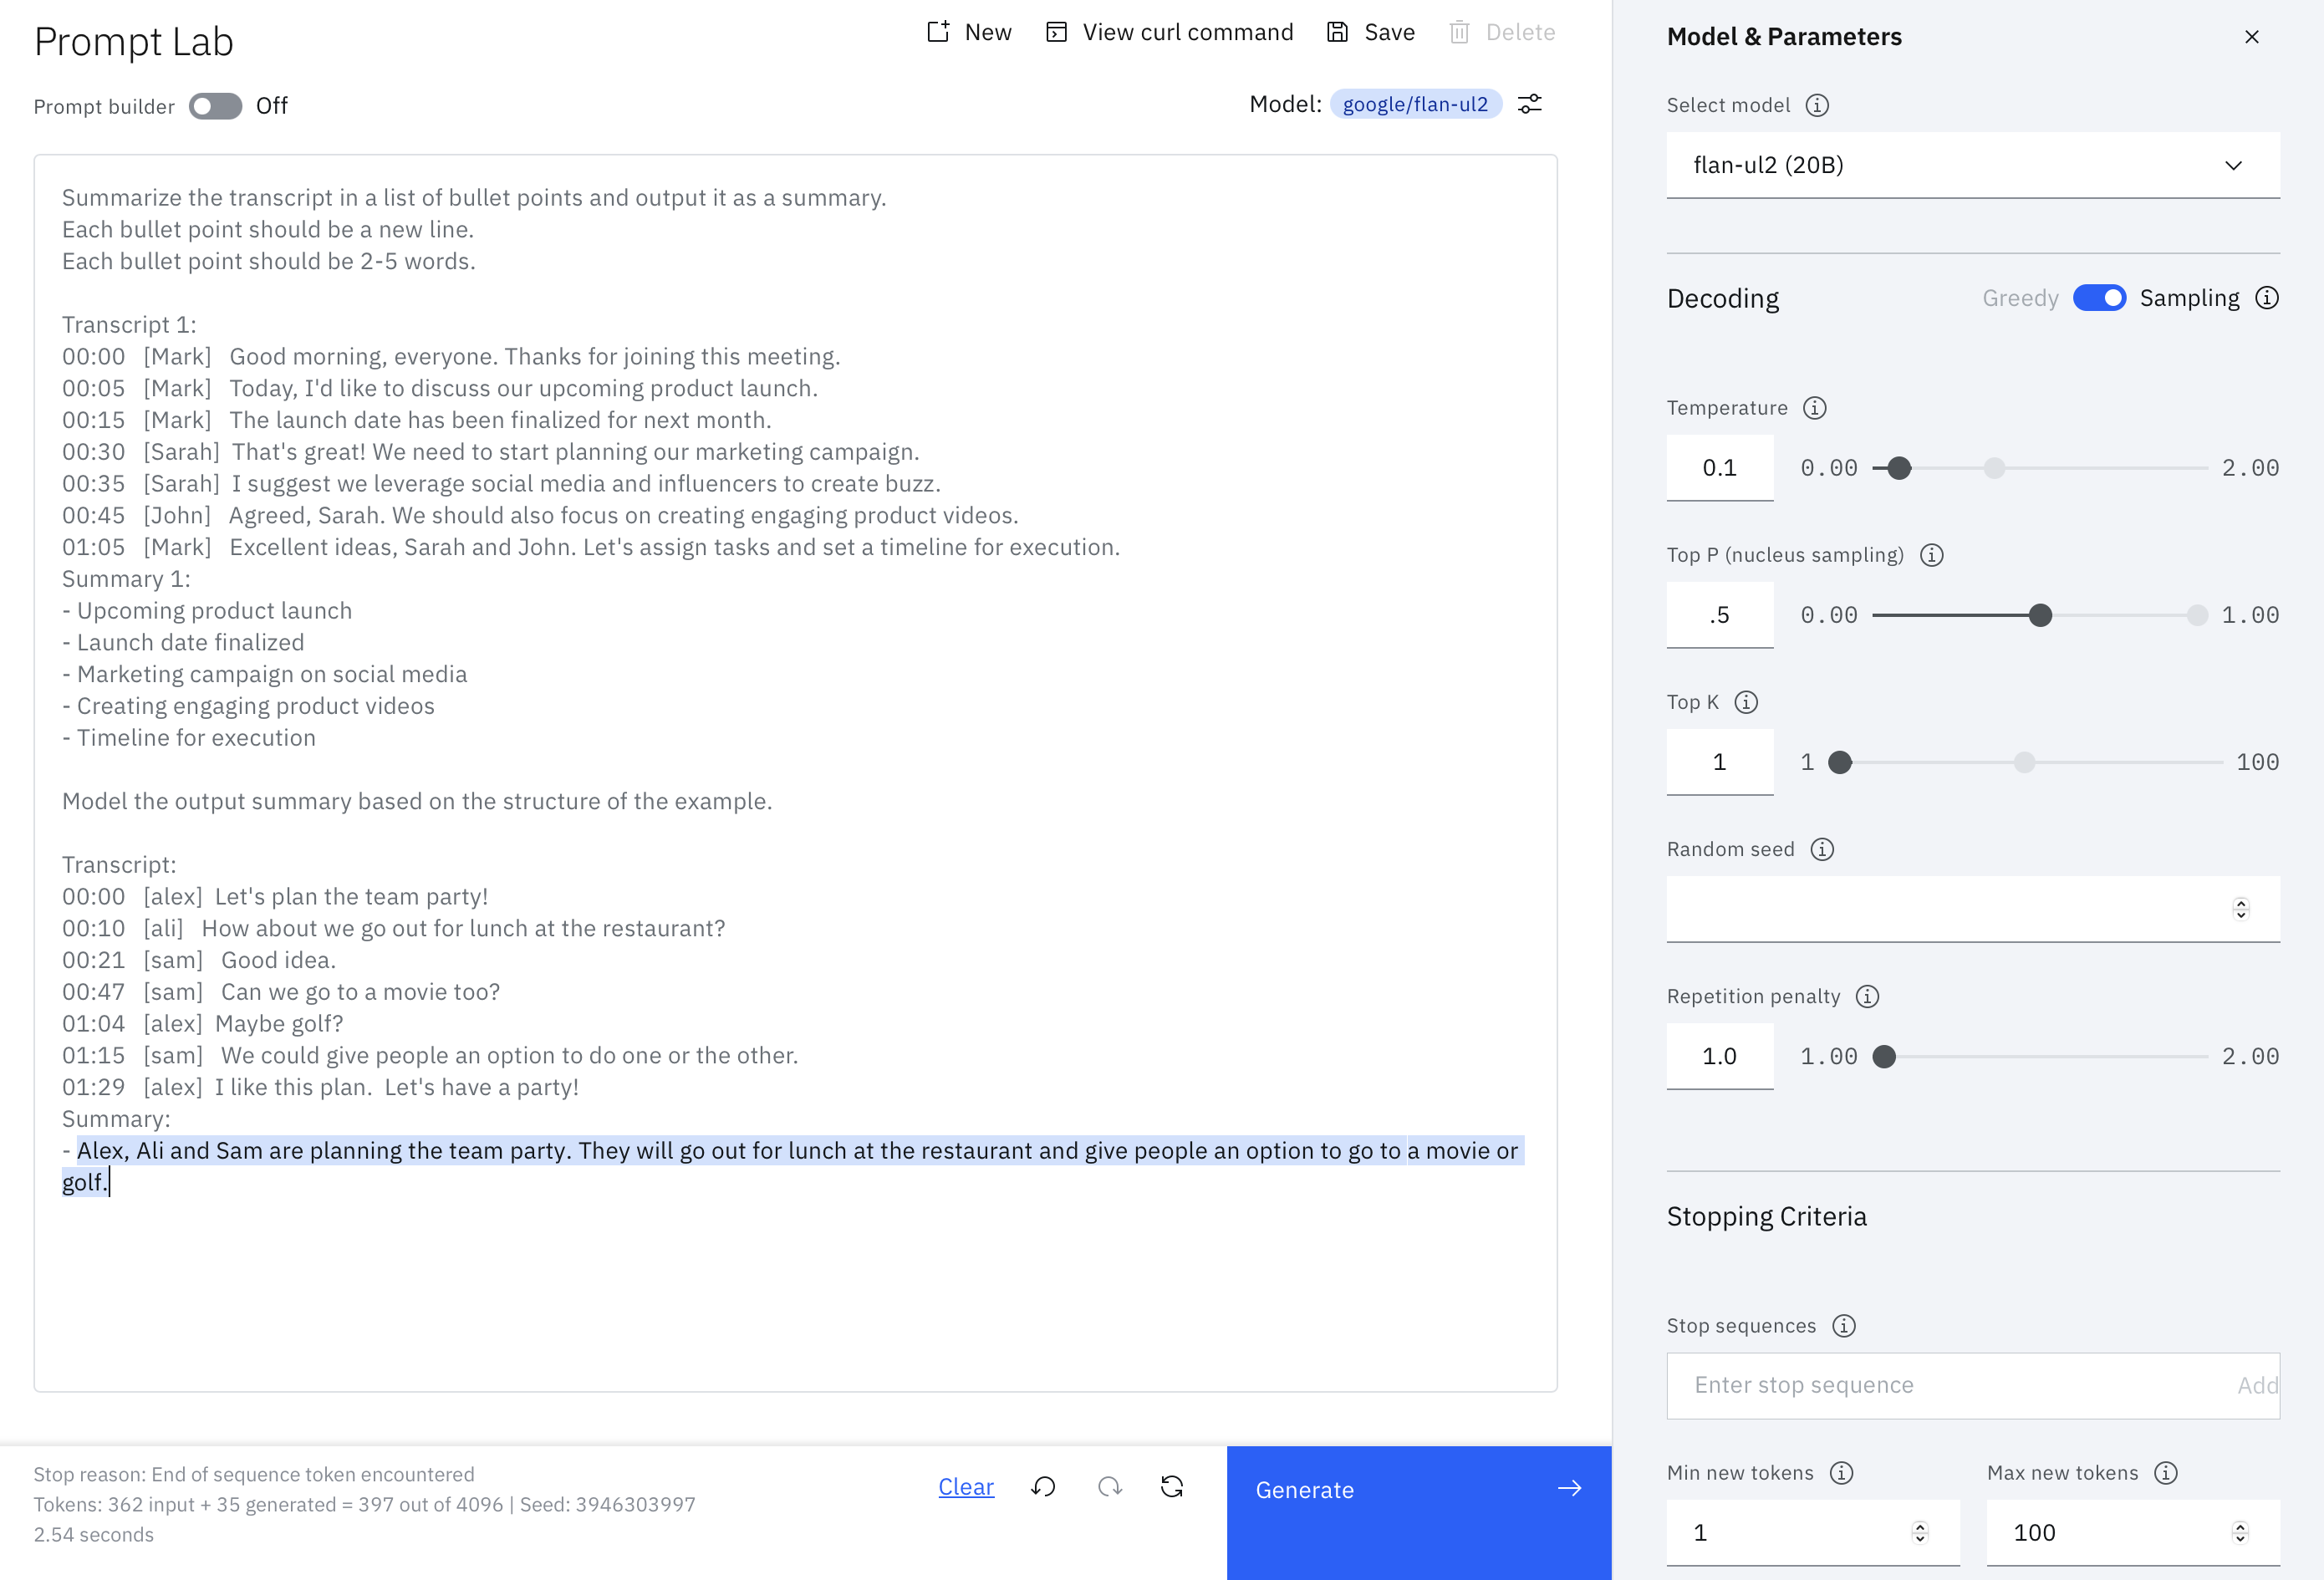 Prompt Lab
New
View curl command
Save
Delete
Prompt builder
Off
Model:
google/flan-ul2
Summarize the transcript in a list of bullet points and output it as a summary.
Each bullet point should be a new line.
Each bullet point should be 2-5 words.
Transcript 1:
00:00 [Mark] Good morning, everyone. Thanks for joining this meeting.
00:05 [Mark] Today, I'd like to discuss our upcoming product launch.
00:15 [Mark] The launch date has been finalized for next month.
00:30 [Sarah] That's great! We need to start planning our marketing campaign.
00:35 [Sarah] I suggest we leverage social media and influencers to create buzz.
00:45 [John] Agreed, Sarah. We should also focus on creating engaging product videos.
01:05 [Mark] Excellent ideas, Sarah and John. Let's assign tasks and set a timeline for execution.
Summary 1:
- Upcoming product launch
- Launch date finalized
- Marketing campaign on social media
- Creating engaging product videos
- Timeline for execution
Model the output summary based on the structure of the example.
Transcript:
00:00 [alex] Let's plan the team party!
00:10 [ali] How about we go out for lunch at the restaurant?
00:21 [sam] Good idea.
00:47 [sam] Can we go to a movie too?
01:04 [alex] Maybe golf?
01:15 [sam] We could give people an option to do one or the other.
01:29 [alex] I like this plan. Let's have a party!
Summary:
- Alex, Ali and Sam are planning the team party. They will go out for lunch at the restaurant and give people an option to go to a movie or
golf.
Stop reason: End of sequence token encountered
Tokens: 362 input + 35 generated = 397 out of 4096 | Seed: 3946303997
2.54 seconds
Clear
Generate
Model & Parameters
Select model
flan-ul2 (20B)
Decoding
Greedy
Sampling
Temperature
0.1
0.00
2.00
Top P (nucleus sampling)
.5
0.00
1.00
Top K
1
1
100
Random seed
Repetition penalty
1.0
1.00
2.00
Stopping Criteria
Stop sequences
Enter stop sequence
Add
Min new tokens
Max new tokens
1
100